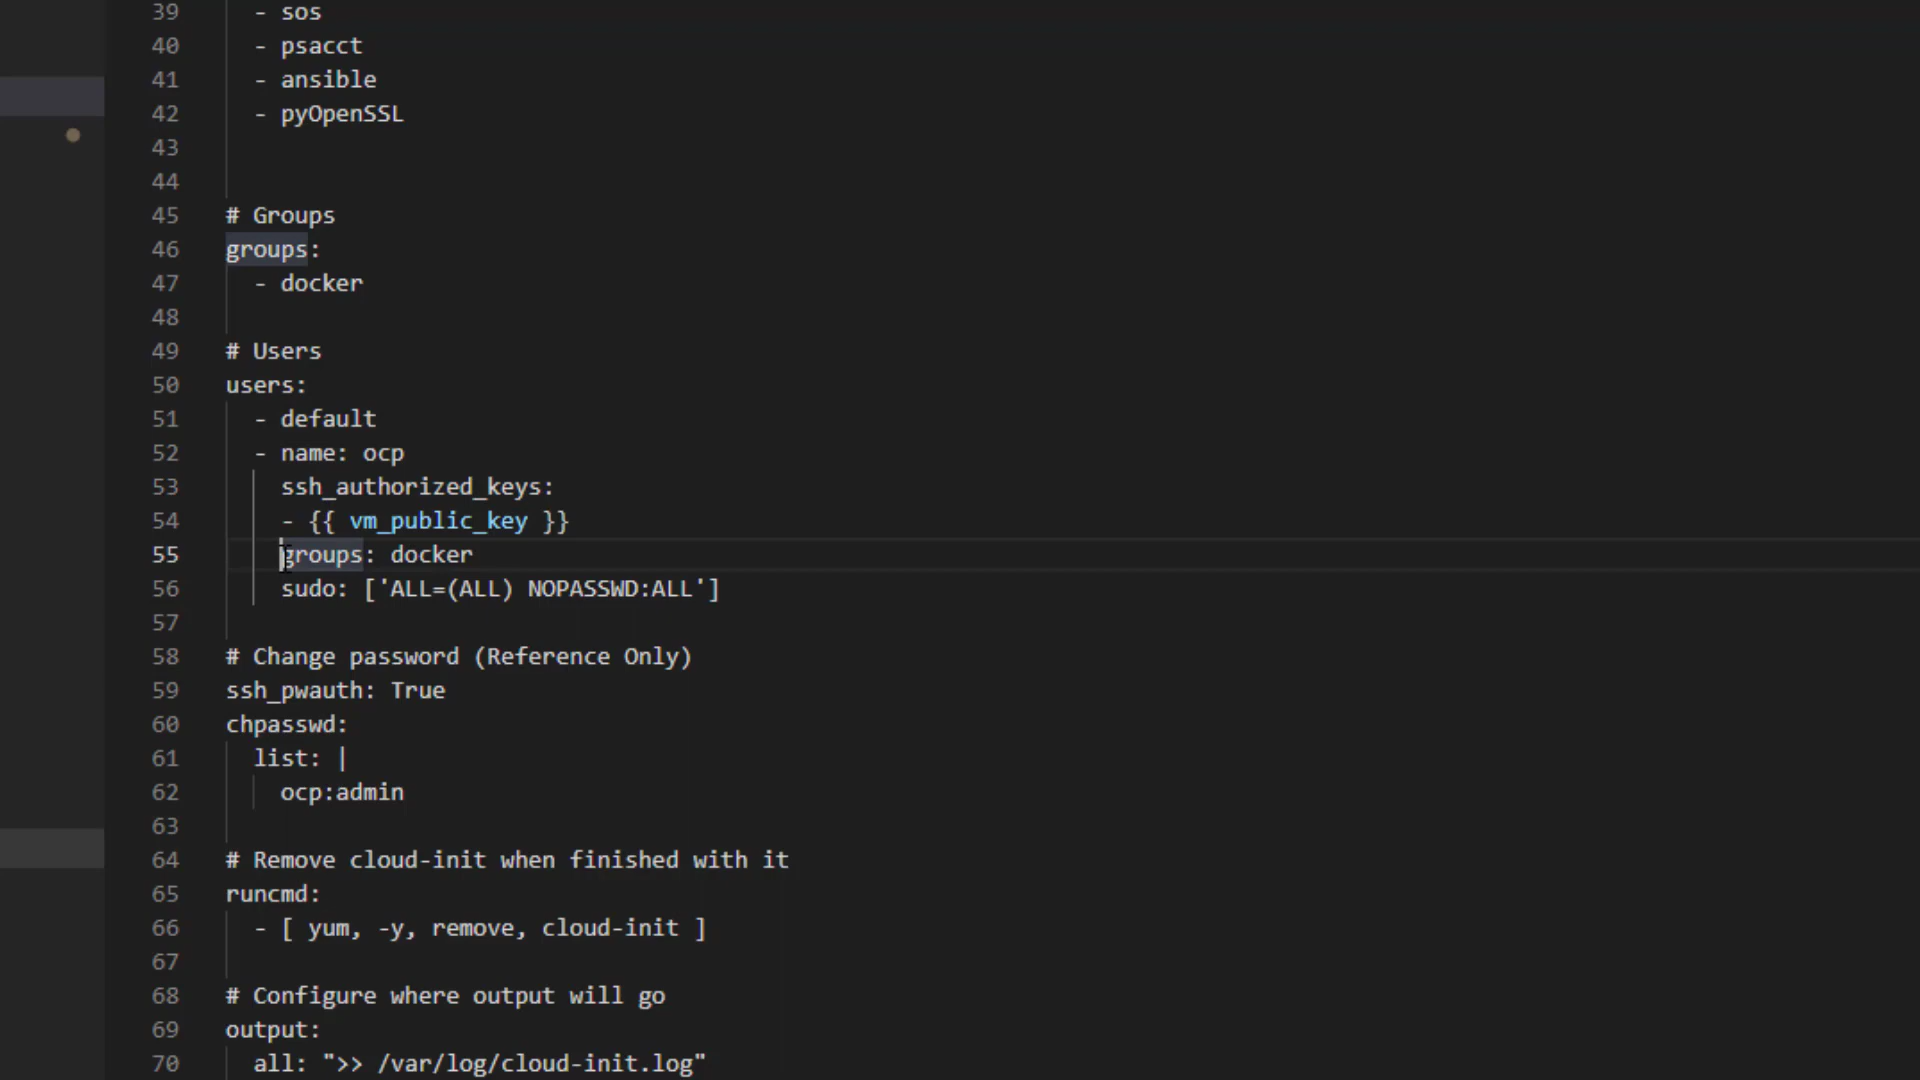 39 - sos
40 - psacct
41 - ansible
42 - pyOpenSSL
43
44
45 # Groups
46 groups:
47 - docker
48
49 # Users
50 users:
51 - default
52 - name: ocp
53 ssh_authorized_keys:
54 - {{ vm_public_key }}
55 groups: docker
56 sudo: ['ALL=(ALL) NOPASSWD:ALL']
57
58 # Change password (Reference Only)
59 ssh_pwauth: True
60 chpasswd:
61 list: |
62 ocp:admin
63
64 # Remove cloud-init when finished with it
65 runcmd:
66 - [ yum, -y, remove, cloud-init ]
67
68 # Configure where output will go
69 output:
70 all: ">> /var/log/cloud-init.log"